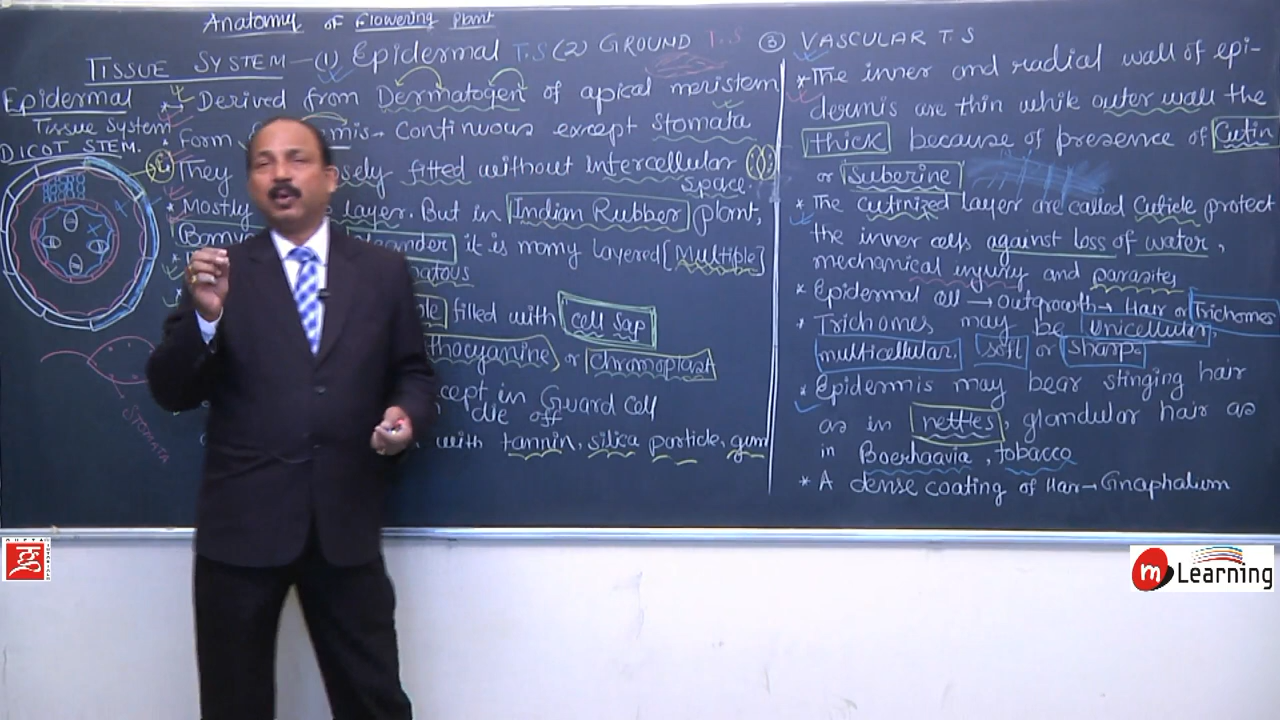 Anatomy of Flowering Plant
TISSUE SYSTEM - (1) Epidermal T.S (2) GROUND T.S (3) VASCULAR T.S
Epidermal
Tissue System
DICOT STEM.
→ Derived from Dermatogen of apical meristem
* Form mis → Continuous except Stomata
They osely fitted without Intercellular
space.
* Mostly layer. But in Indian Rubber plant,
eander it is many layered [Multiple]
atous
filled with cell Sap
thocyanine) or Chromoplast
cept in Guard Cell
die off
with tannin, silica particle, gum
STOMATA
* The inner and radial wall of epi-
dermis are thin while outer wall the
thick because of presence of Cutin
or Suberine
* The cutinized layer are called Cuticle protect
the inner cells against loss of water,
mechanical injury and parasites
* Epidermal cell → outgrowth → Hair or Trichomes
* Trichomes may be Unicellular,
multicellular. soft or sharp.
* Epidermis may bear stinging hair
as in nettles, glandular hair as
in Boerhaavia, tobacco
* A dense coating of Hair → Gnaphalium
m Learning